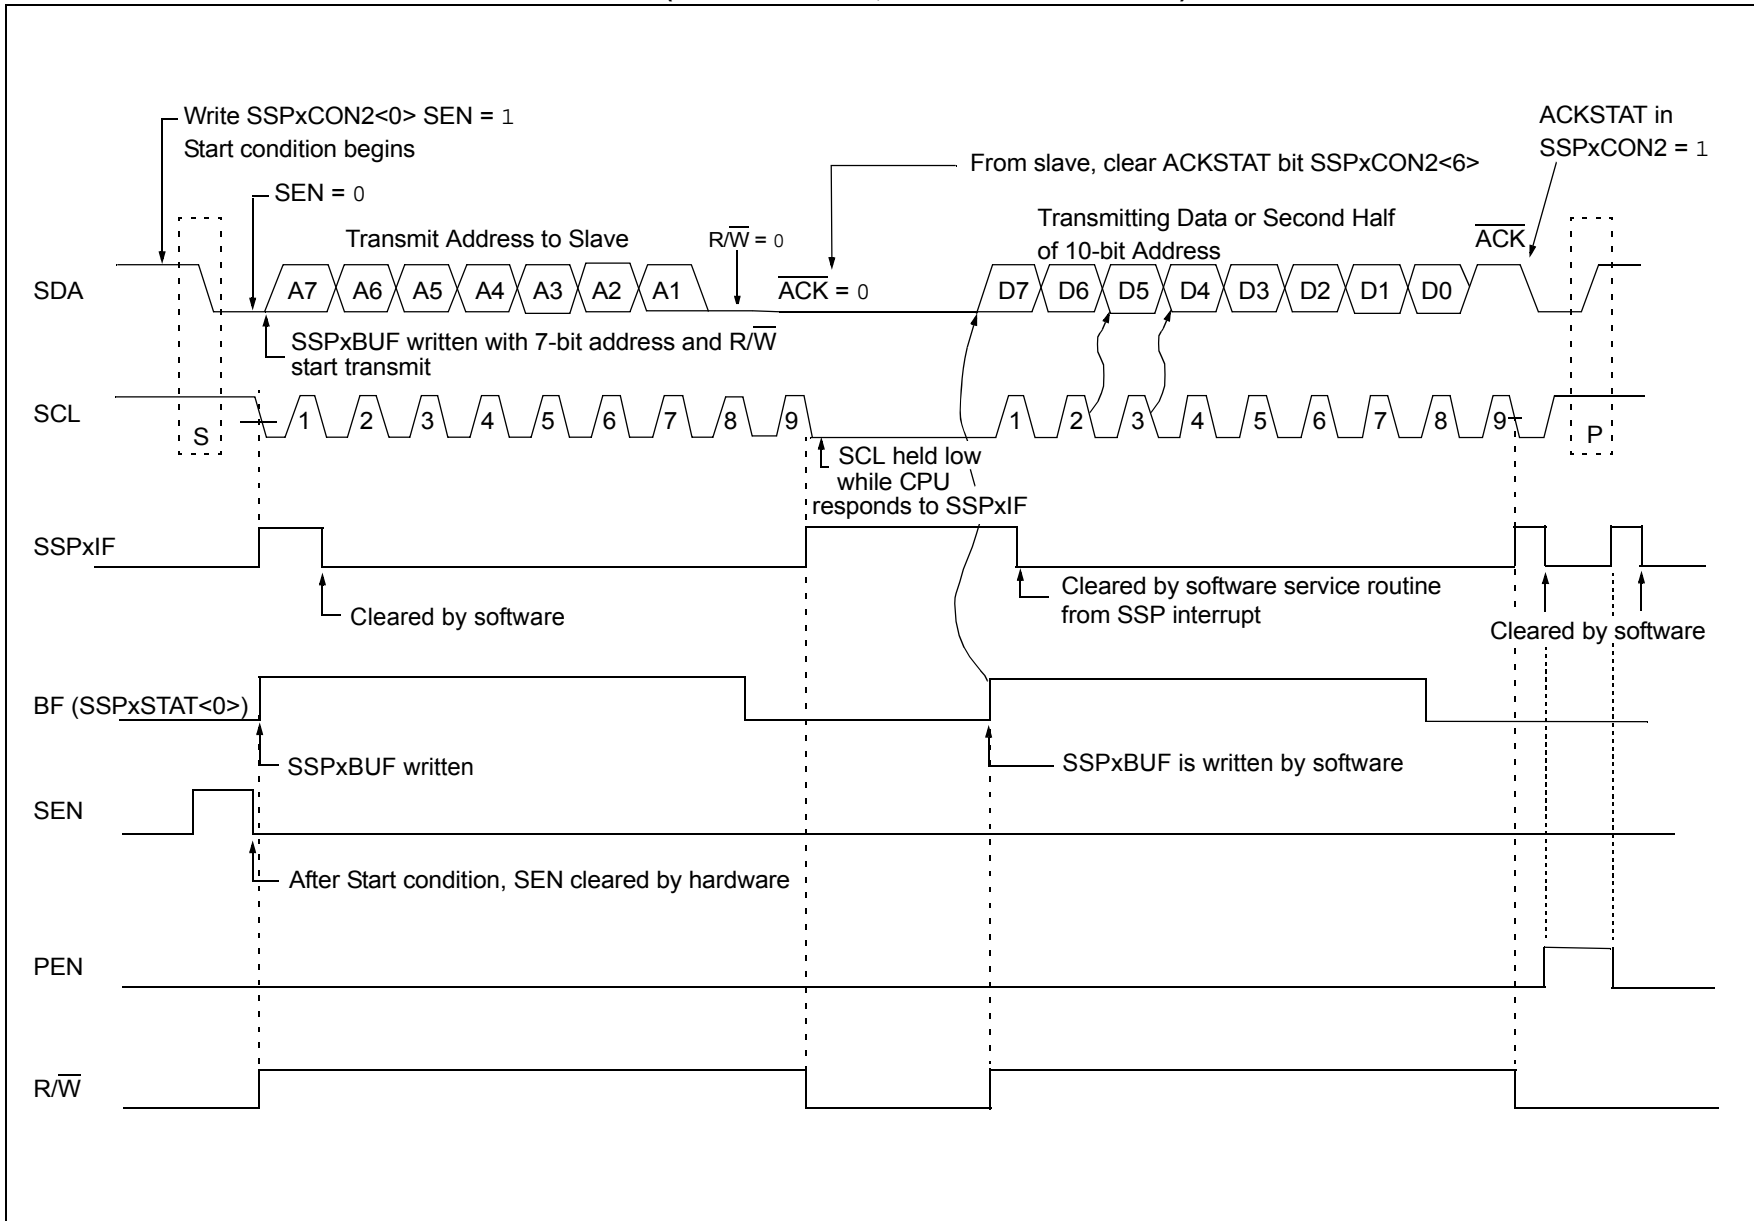 Write SSPxCON2<0> SEN = 1
Start condition begins
ACKSTAT in
SSPxCON2 = 1
From slave, clear ACKSTAT bit SSPxCON2<6>
SEN = 0
Transmitting Data or Second Half
of 10-bit Address
Transmit Address to Slave
R/W̅ = 0
A̅C̅K̅
SDA
A7 A6 A5 A4 A3 A2 A1
A̅C̅K̅ = 0
D7 D6 D5 D4 D3 D2 D1 D0
SSPxBUF written with 7-bit address and R/W̅
start transmit
SCL
S
1 2 3 4 5 6 7 8 9
1 2 3 4 5 6 7 8 9
P
SCL held low
while CPU
responds to SSPxIF
SSPxIF
Cleared by software
Cleared by software service routine
from SSP interrupt
Cleared by software
BF (SSPxSTAT<0>)
SSPxBUF written
SSPxBUF is written by software
SEN
After Start condition, SEN cleared by hardware
PEN
R/W̅